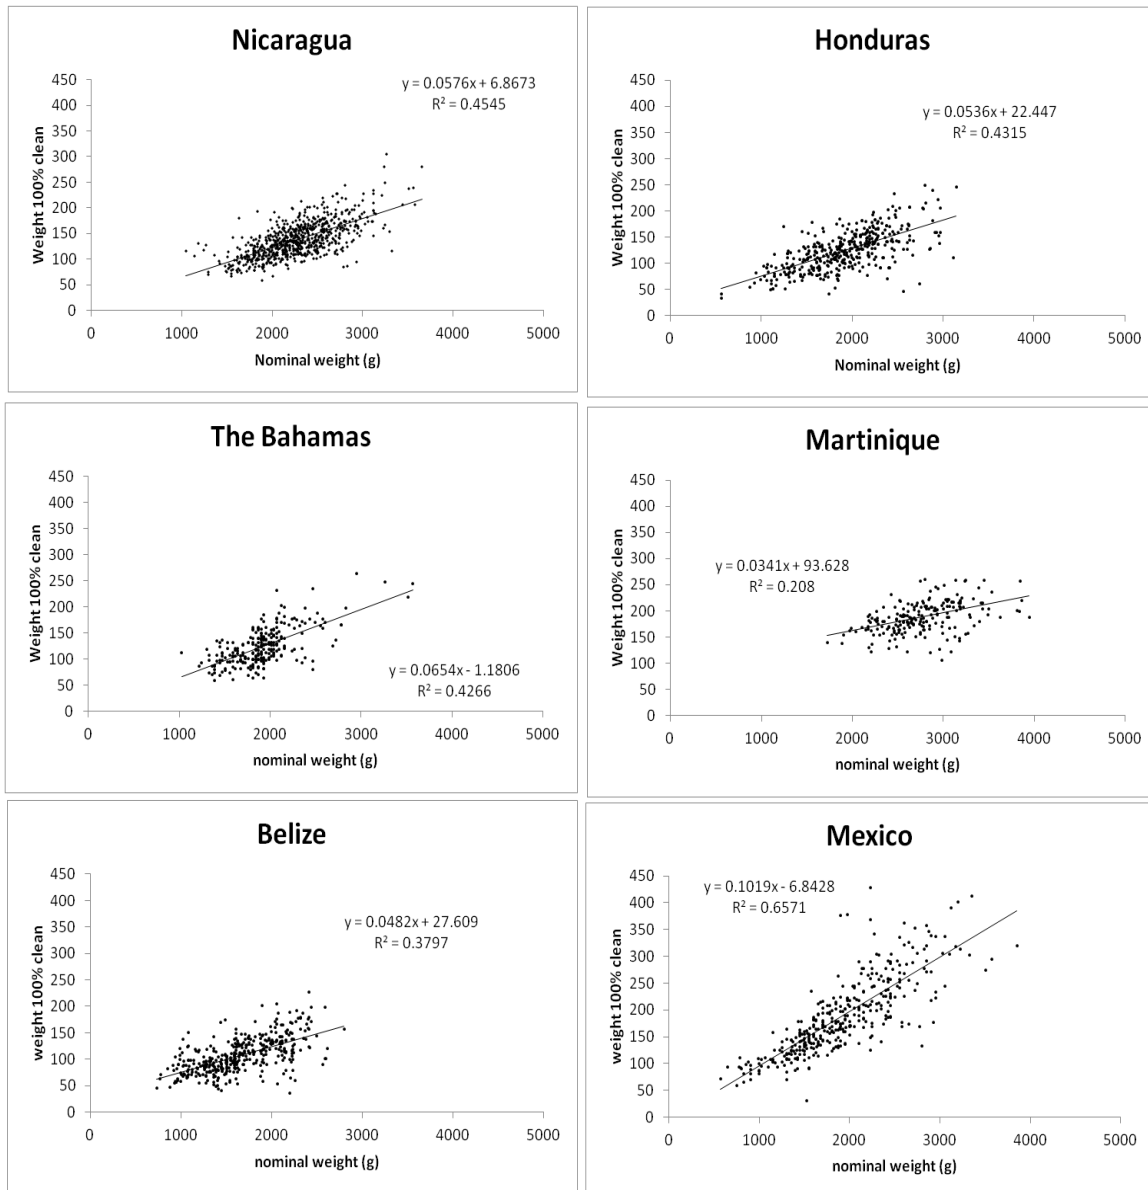 Nicaragua
y = 0.0576x + 6.8673
R² = 0.4545
Weight 100% clean
450
400
350
300
250
200
150
100
50
0
0 1000 2000 3000 4000 5000
Nominal weight (g)
Honduras
y = 0.0536x + 22.447
R² = 0.4315
Weight 100% clean
450
400
350
300
250
200
150
100
50
0
0 1000 2000 3000 4000 5000
Nominal weight (g)
The Bahamas
Weight 100% clean
450
400
350
300
250
200
150
100
50
0
y = 0.0654x - 1.1806
R² = 0.4266
0 1000 2000 3000 4000 5000
nominal weight (g)
Martinique
Weight 100% clean
450
400
350
300
250
200
150
100
50
0
y = 0.0341x + 93.628
R² = 0.208
0 1000 2000 3000 4000 5000
nominal weight (g)
Belize
y = 0.0482x + 27.609
R² = 0.3797
weight 100% clean
450
400
350
300
250
200
150
100
50
0
0 1000 2000 3000 4000 5000
nominal weight (g)
Mexico
y = 0.1019x - 6.8428
R² = 0.6571
weight 100% clean
450
400
350
300
250
200
150
100
50
0
0 1000 2000 3000 4000 5000
nominal weight (g)